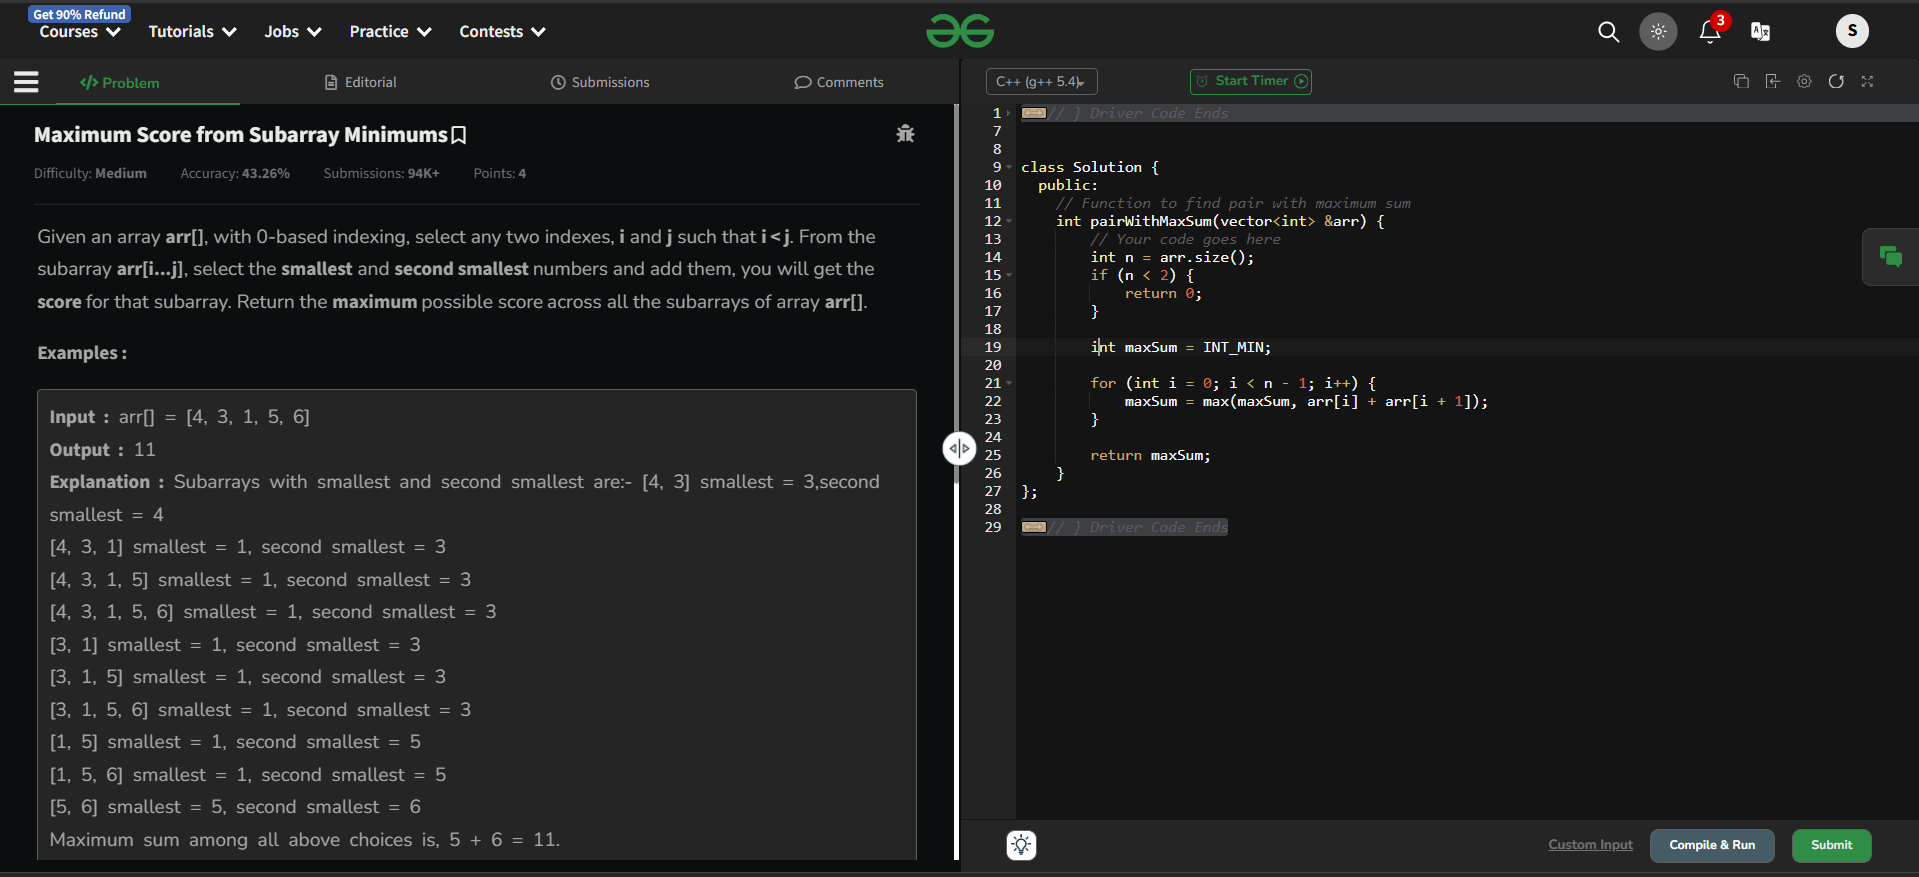 Get 90% Refund
Courses Tutorials Jobs Practice Contests 3 S
Problem Editorial Submissions Comments
Maximum Score from Subarray Minimums
Difficulty: Medium Accuracy: 43.26% Submissions: 94K+ Points: 4
Given an array arr[], with 0-based indexing, select any two indexes, i and j such that i < j. From the
subarray arr[i...j], select the smallest and second smallest numbers and add them, you will get the
score for that subarray. Return the maximum possible score across all the subarrays of array arr[].
Examples :
Input : arr[] = [4, 3, 1, 5, 6]
Output : 11
Explanation : Subarrays with smallest and second smallest are:- [4, 3] smallest = 3,second
smallest = 4
[4, 3, 1] smallest = 1, second smallest = 3
[4, 3, 1, 5] smallest = 1, second smallest = 3
[4, 3, 1, 5, 6] smallest = 1, second smallest = 3
[3, 1] smallest = 1, second smallest = 3
[3, 1, 5] smallest = 1, second smallest = 3
[3, 1, 5, 6] smallest = 1, second smallest = 3
[1, 5] smallest = 1, second smallest = 5
[1, 5, 6] smallest = 1, second smallest = 5
[5, 6] smallest = 5, second smallest = 6
Maximum sum among all above choices is, 5 + 6 = 11.
C++ (g++ 5.4) Start Timer
1 // } Driver Code Ends
7
8
9 class Solution {
10 public:
11 // Function to find pair with maximum sum
12 int pairWithMaxSum(vector<int> &arr) {
13 // Your code goes here
14 int n = arr.size();
15 if (n < 2) {
16 return 0;
17 }
18
19 int maxSum = INT_MIN;
20
21 for (int i = 0; i < n - 1; i++) {
22 maxSum = max(maxSum, arr[i] + arr[i + 1]);
23 }
24
25 return maxSum;
26 }
27 };
28
29 // } Driver Code Ends
Custom Input Compile & Run Submit